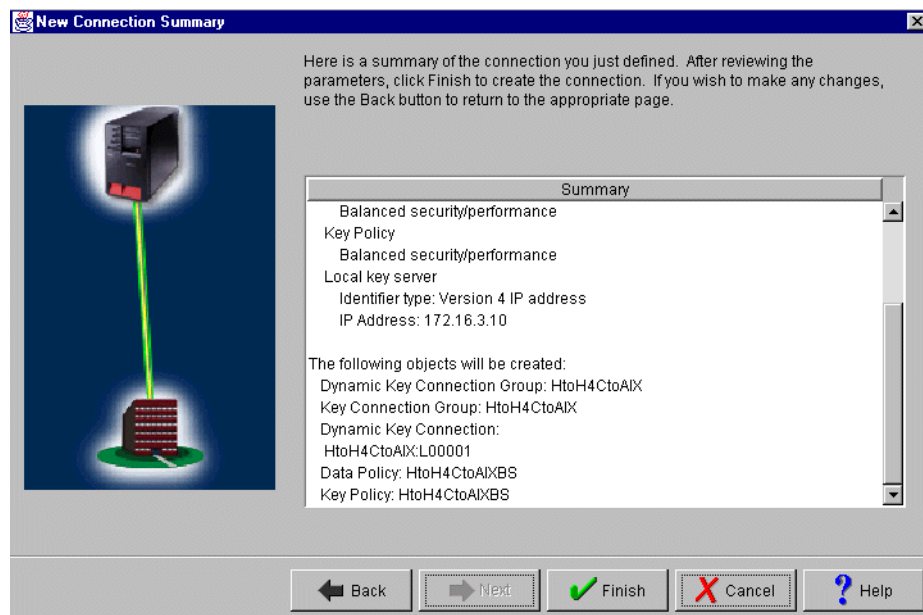 New Connection Summary
Here is a summary of the connection you just defined. After reviewing the
parameters, click Finish to create the connection. If you wish to make any changes,
use the Back button to return to the appropriate page.
Summary
Balanced security/performance
Key Policy
Balanced security/performance
Local key server
Identifier type: Version 4 IP address
IP Address: 172.16.3.10
The following objects will be created:
Dynamic Key Connection Group: HtoH4CtoAIX
Key Connection Group: HtoH4CtoAIX
Dynamic Key Connection:
HtoH4CtoAIX:L00001
Data Policy: HtoH4CtoAIXBS
Key Policy: HtoH4CtoAIXBS
Back
Next
Finish
Cancel
? Help